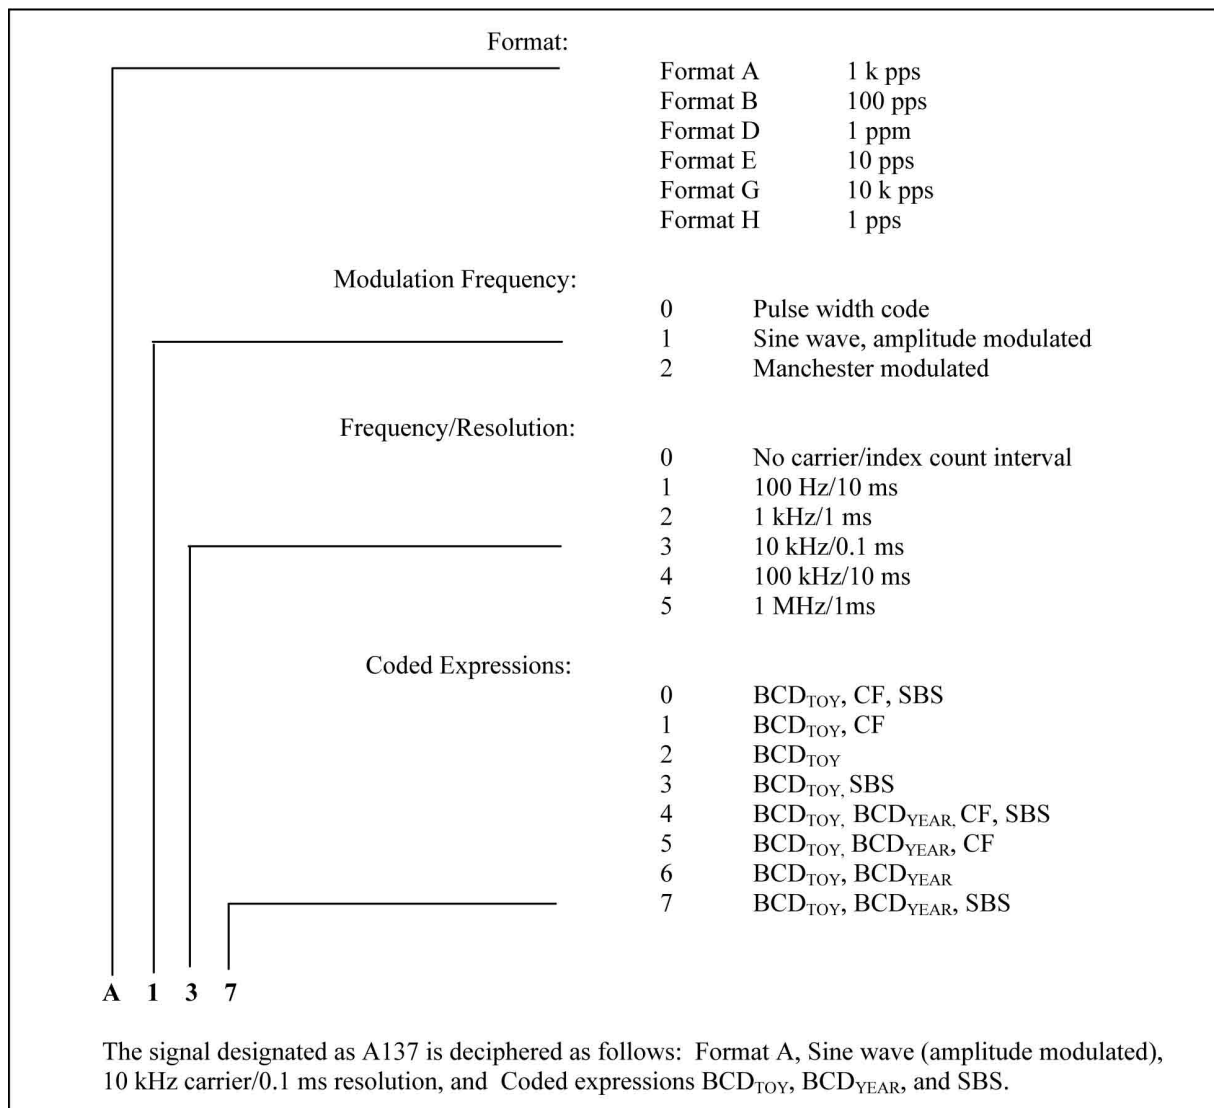 Format:
Format A 1 k pps
Format B 100 pps
Format D 1 ppm
Format E 10 pps
Format G 10 k pps
Format H 1 pps
Modulation Frequency:
0 Pulse width code
1 Sine wave, amplitude modulated
2 Manchester modulated
Frequency/Resolution:
0 No carrier/index count interval
1 100 Hz/10 ms
2 1 kHz/1 ms
3 10 kHz/0.1 ms
4 100 kHz/10 ms
5 1 MHz/1ms
Coded Expressions:
0 BCDTOY, CF, SBS
1 BCDTOY, CF
2 BCDTOY
3 BCDTOY, SBS
4 BCDTOY, BCDYEAR, CF, SBS
5 BCDTOY, BCDYEAR, CF
6 BCDTOY, BCDYEAR
7 BCDTOY, BCDYEAR, SBS
A 1 3 7
The signal designated as A137 is deciphered as follows: Format A, Sine wave (amplitude modulated),
10 kHz carrier/0.1 ms resolution, and Coded expressions BCDTOY, BCDYEAR, and SBS.